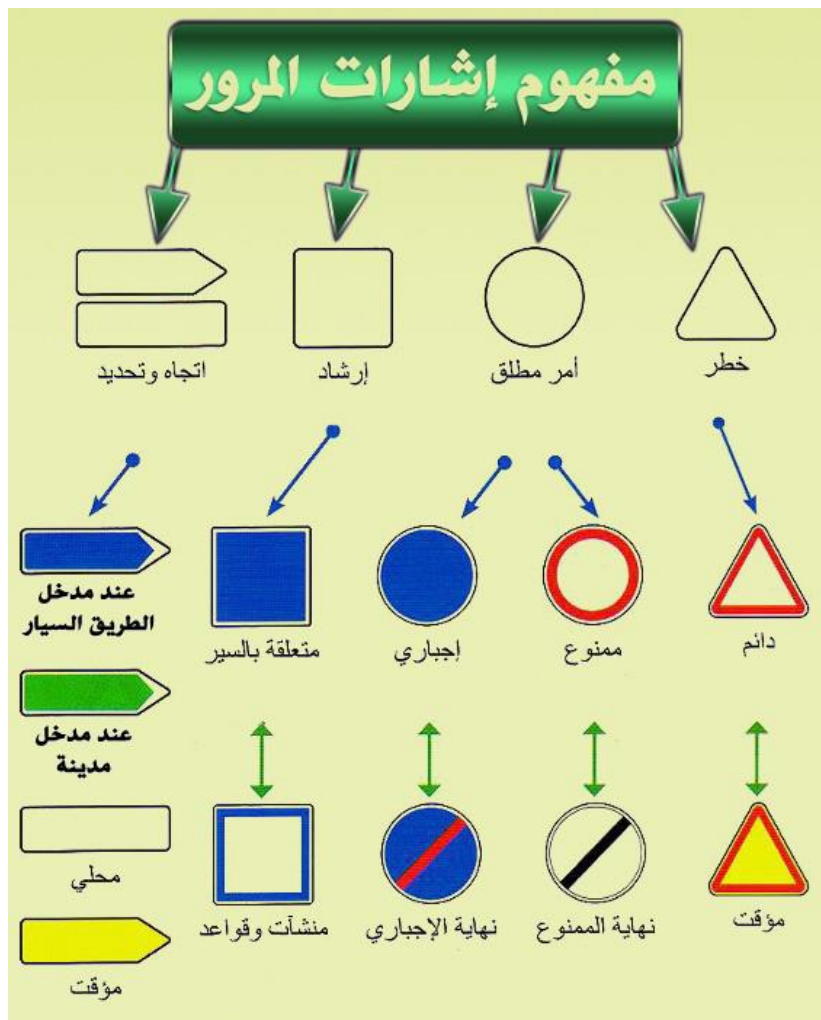 مفهوم إشارات المرور
خطر
أمر مطلق
إرشاد
اتجاه وتحديد
دائم
ممنوع
إجباري
متعلقة بالسير
عند مدخل
الطريق السيار
عند مدخل
مدينة
مؤقت
نهاية الممنوع
نهاية الإجباري
منشآت وقواعد
محلي
مؤقت